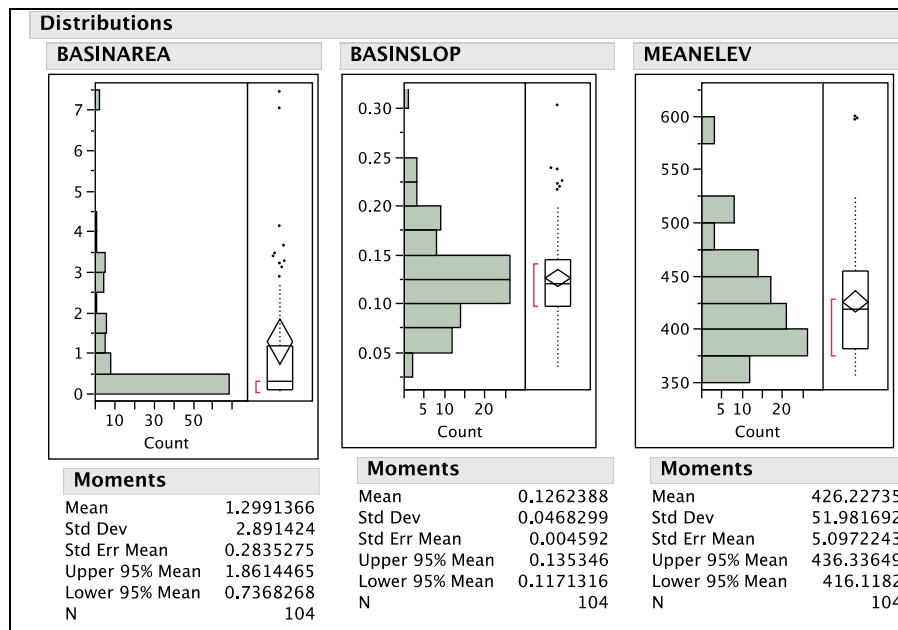 Distributions
BASINAREA
7
6
5
4
3
2
1
0
10 30 50
Count
Moments
Mean 1.2991366
Std Dev 2.891424
Std Err Mean 0.2835275
Upper 95% Mean 1.8614465
Lower 95% Mean 0.7368268
N 104
BASINSLOP
0.30
0.25
0.20
0.15
0.10
0.05
5 10 20
Count
Moments
Mean 0.1262388
Std Dev 0.0468299
Std Err Mean 0.004592
Upper 95% Mean 0.135346
Lower 95% Mean 0.1171316
N 104
MEANELEV
600
550
500
450
400
350
5 10 20
Count
Moments
Mean 426.22735
Std Dev 51.981692
Std Err Mean 5.0972243
Upper 95% Mean 436.33649
Lower 95% Mean 416.1182
N 104